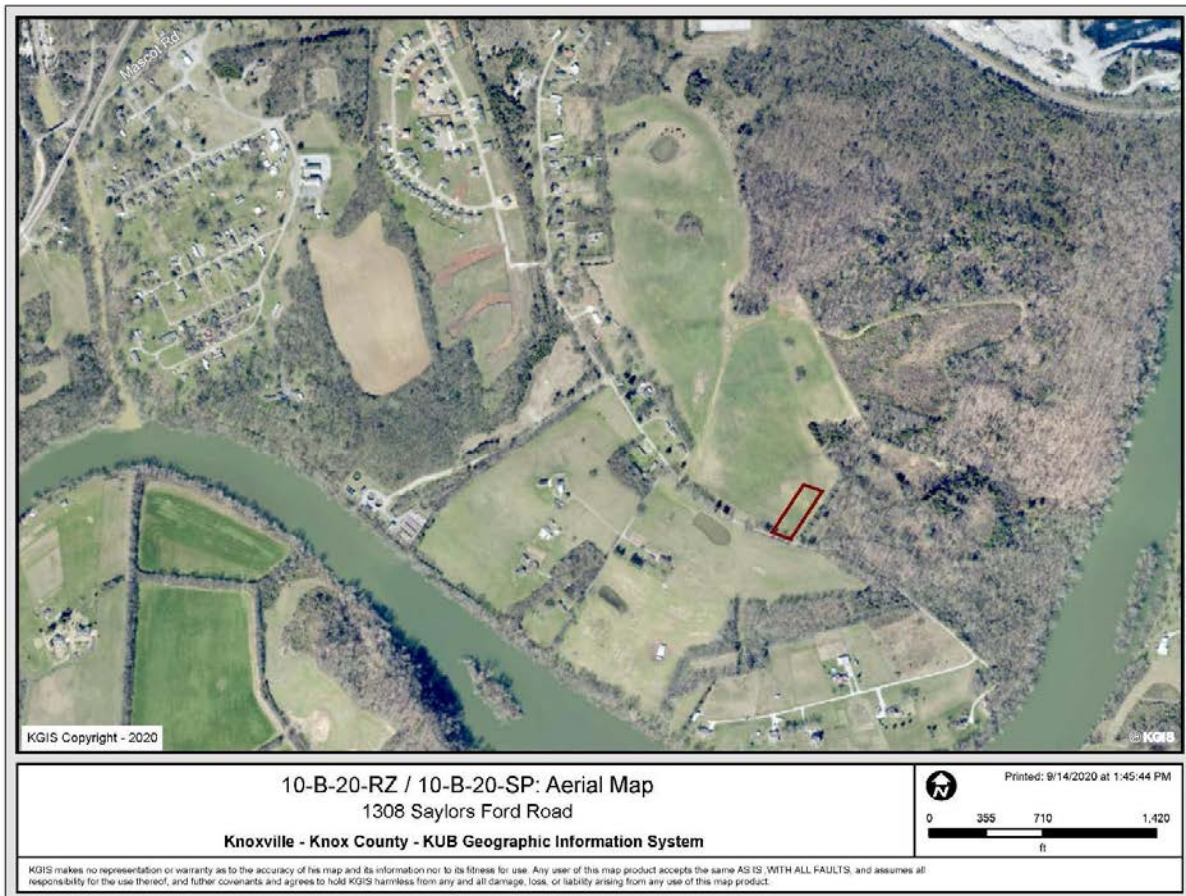 Mascot Rd
KGIS Copyright - 2020
© KGIS
10-B-20-RZ / 10-B-20-SP: Aerial Map
1308 Saylors Ford Road
Knoxville - Knox County - KUB Geographic Information System
N
Printed: 9/14/2020 at 1:45:44 PM
0 355 710 1,420
ft
KGIS makes no representation or warranty as to the accuracy of his map and its information nor to its fitness for use. Any user of this map product accepts the same AS IS ,WITH ALL FAULTS, and assumes all
responsibility for the use thereof, and futher covenants and agrees to hold KGIS harmless from any and all damage, loss, or liability arising from any use of this map product.